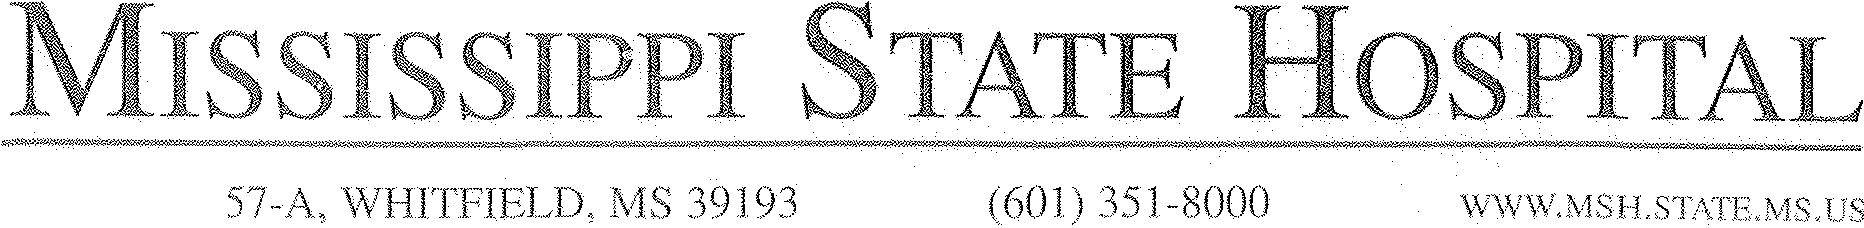 MISSISSIPPI STATE HOSPITAL
57-A, WHITFIELD, MS 39193 (601) 351-8000 WWW.MSH.STATE.MS.US